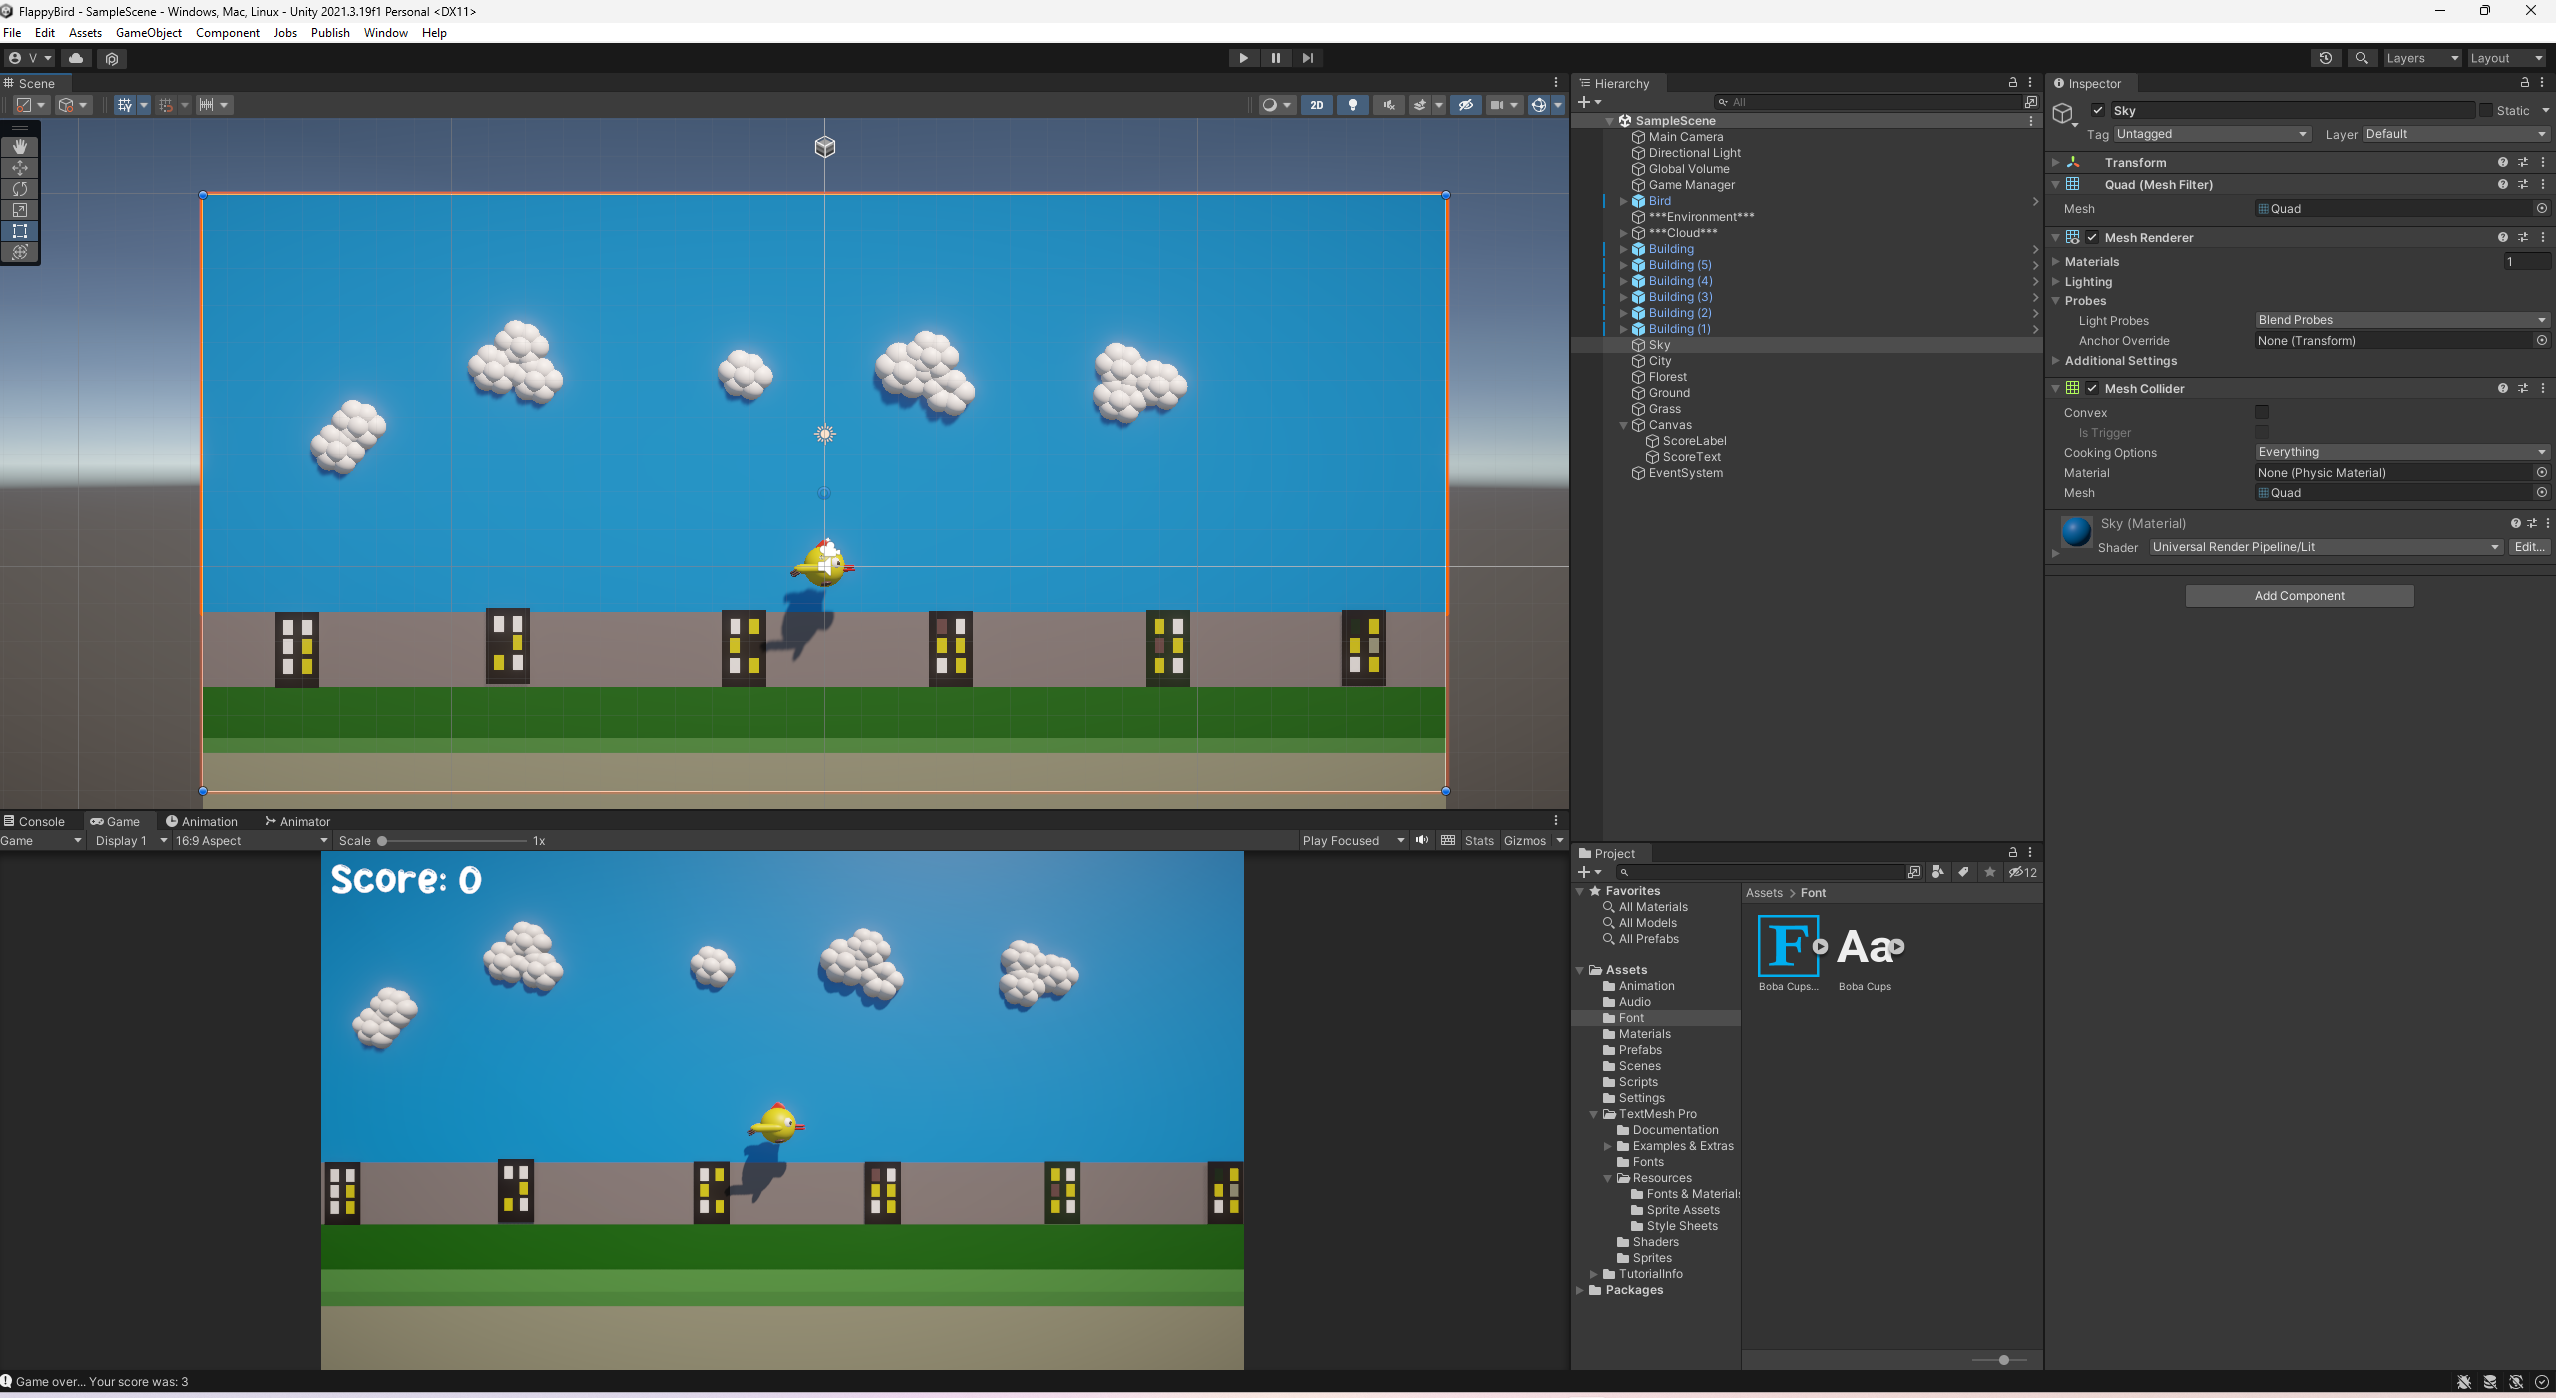 FlappyBird - SampleScene - Windows, Mac, Linux - Unity 2021.3.19f1 Personal <DX11>
File Edit Assets GameObject Component Jobs Publish Window Help
V
Layers
Layout
Scene
2D
Hierarchy
All
SampleScene
Main Camera
Directional Light
Global Volume
Game Manager
Bird
***Environment***
***Cloud***
Building
Building (5)
Building (4)
Building (3)
Building (2)
Building (1)
Sky
City
Florest
Ground
Grass
Canvas
ScoreLabel
ScoreText
EventSystem
Inspector
Sky
Static
Tag Untagged
Layer Default
Transform
Quad (Mesh Filter)
Mesh Quad
Mesh Renderer
Materials 1
Lighting
Probes
Light Probes Blend Probes
Anchor Override None (Transform)
Additional Settings
Mesh Collider
Convex
Is Trigger
Cooking Options Everything
Material None (Physic Material)
Mesh Quad
Sky (Material)
Shader Universal Render Pipeline/Lit Edit...
Add Component
Console Game Animation Animator
Game Display 1 16:9 Aspect Scale 1x Play Focused Stats Gizmos
Score: 0
Project
12
Favorites
All Materials
All Models
All Prefabs
Assets
Animation
Audio
Font
Materials
Prefabs
Scenes
Scripts
Settings
TextMesh Pro
Documentation
Examples & Extras
Fonts
Resources
Fonts & Materials
Sprite Assets
Style Sheets
Shaders
Sprites
TutorialInfo
Packages
Assets > Font
F
Aa
Boba Cups...
Boba Cups
Game over... Your score was: 3